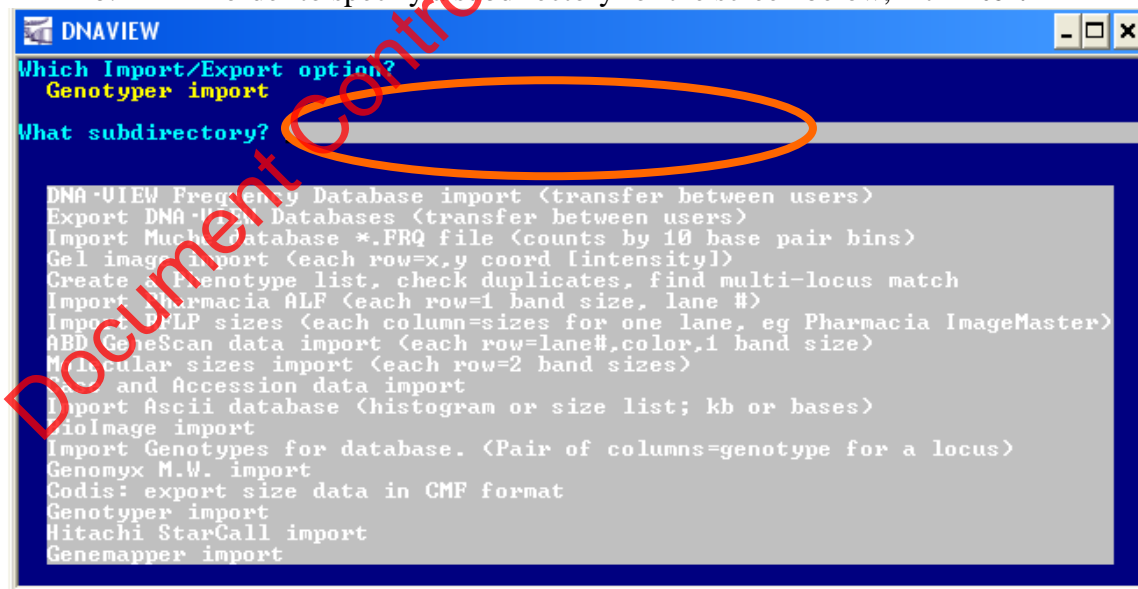 DNAVIEW
Which Import/Export option?
Genotyper import
What subdirectory?
DNA·VIEW Frequency Database import (transfer between users)
Export DNA·VIEW Databases (transfer between users)
Import Much database *.FRQ file (counts by 10 base pair bins)
Gel image import (each row=x,y coord [intensity])
Create a Phenotype list, check duplicates, find multi-locus match
Import Pharmacia ALF (each row=1 band size, lane #)
Import RFLP sizes (each column=sizes for one lane, eg Pharmacia ImageMaster)
ABD GeneScan data import (each row=lane#,color,1 band size)
Molecular sizes import (each row=2 band sizes)
and Accession data import
Import Ascii database (histogram or size list; kb or bases)
BioImage import
Import Genotypes for database. (Pair of columns=genotype for a locus)
Genomyx M.W. import
Codis: export size data in CMF format
Genotyper import
Hitachi StarCall import
Genemapper import
Document Contro